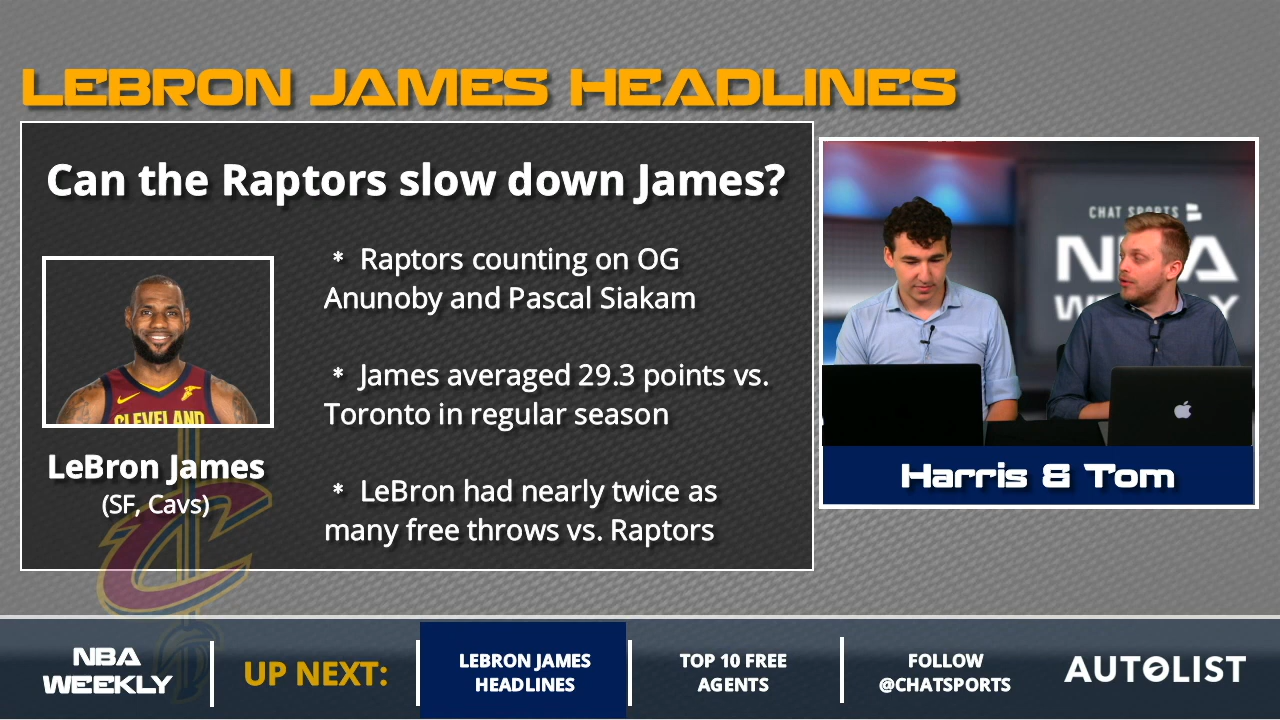 LEBRON JAMES HEADLINES
Can the Raptors slow down James?
* Raptors counting on OG
Anunoby and Pascal Siakam
* James averaged 29.3 points vs.
Toronto in regular season
* LeBron had nearly twice as
many free throws vs. Raptors
CLEVELAND
LeBron James
(SF, Cavs)
CHAT SPORTS
NBA
WEEKLY
Harris & Tom
NBA
WEEKLY
UP NEXT:
LEBRON JAMES
HEADLINES
TOP 10 FREE
AGENTS
FOLLOW
@CHATSPORTS
AUTOLIST